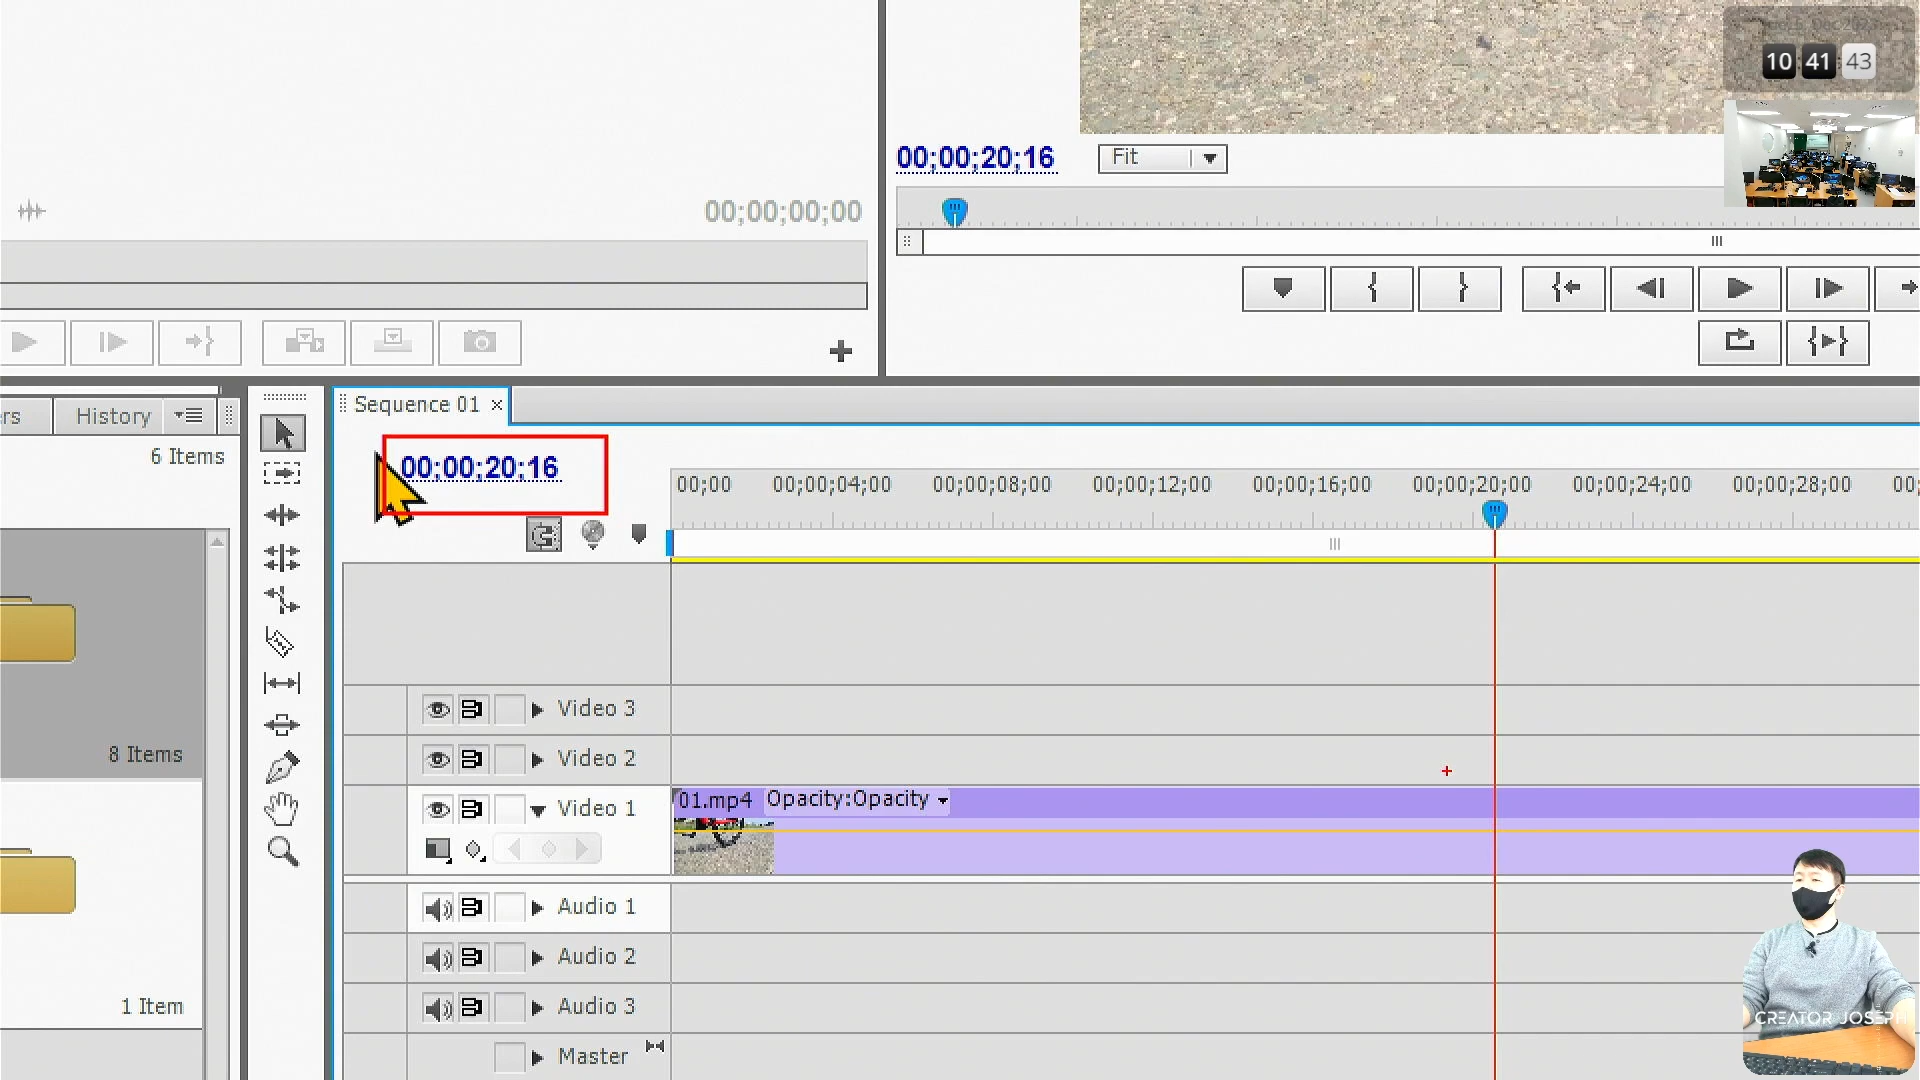 10 41 43
00;00;20;16
Fit
00;00;00;00
rs
History
Sequence 01
6 Items
00;00;20;16
00;00
00;00;04;00
00;00;08;00
00;00;12;00
00;00;16;00
00;00;20;00
00;00;24;00
00;00;28;00
00;
Video 3
8 Items
Video 2
01.mp4 Opacity:Opacity
Video 1
Audio 1
Audio 2
1 Item
Audio 3
CREATOR JOSEPH
Master